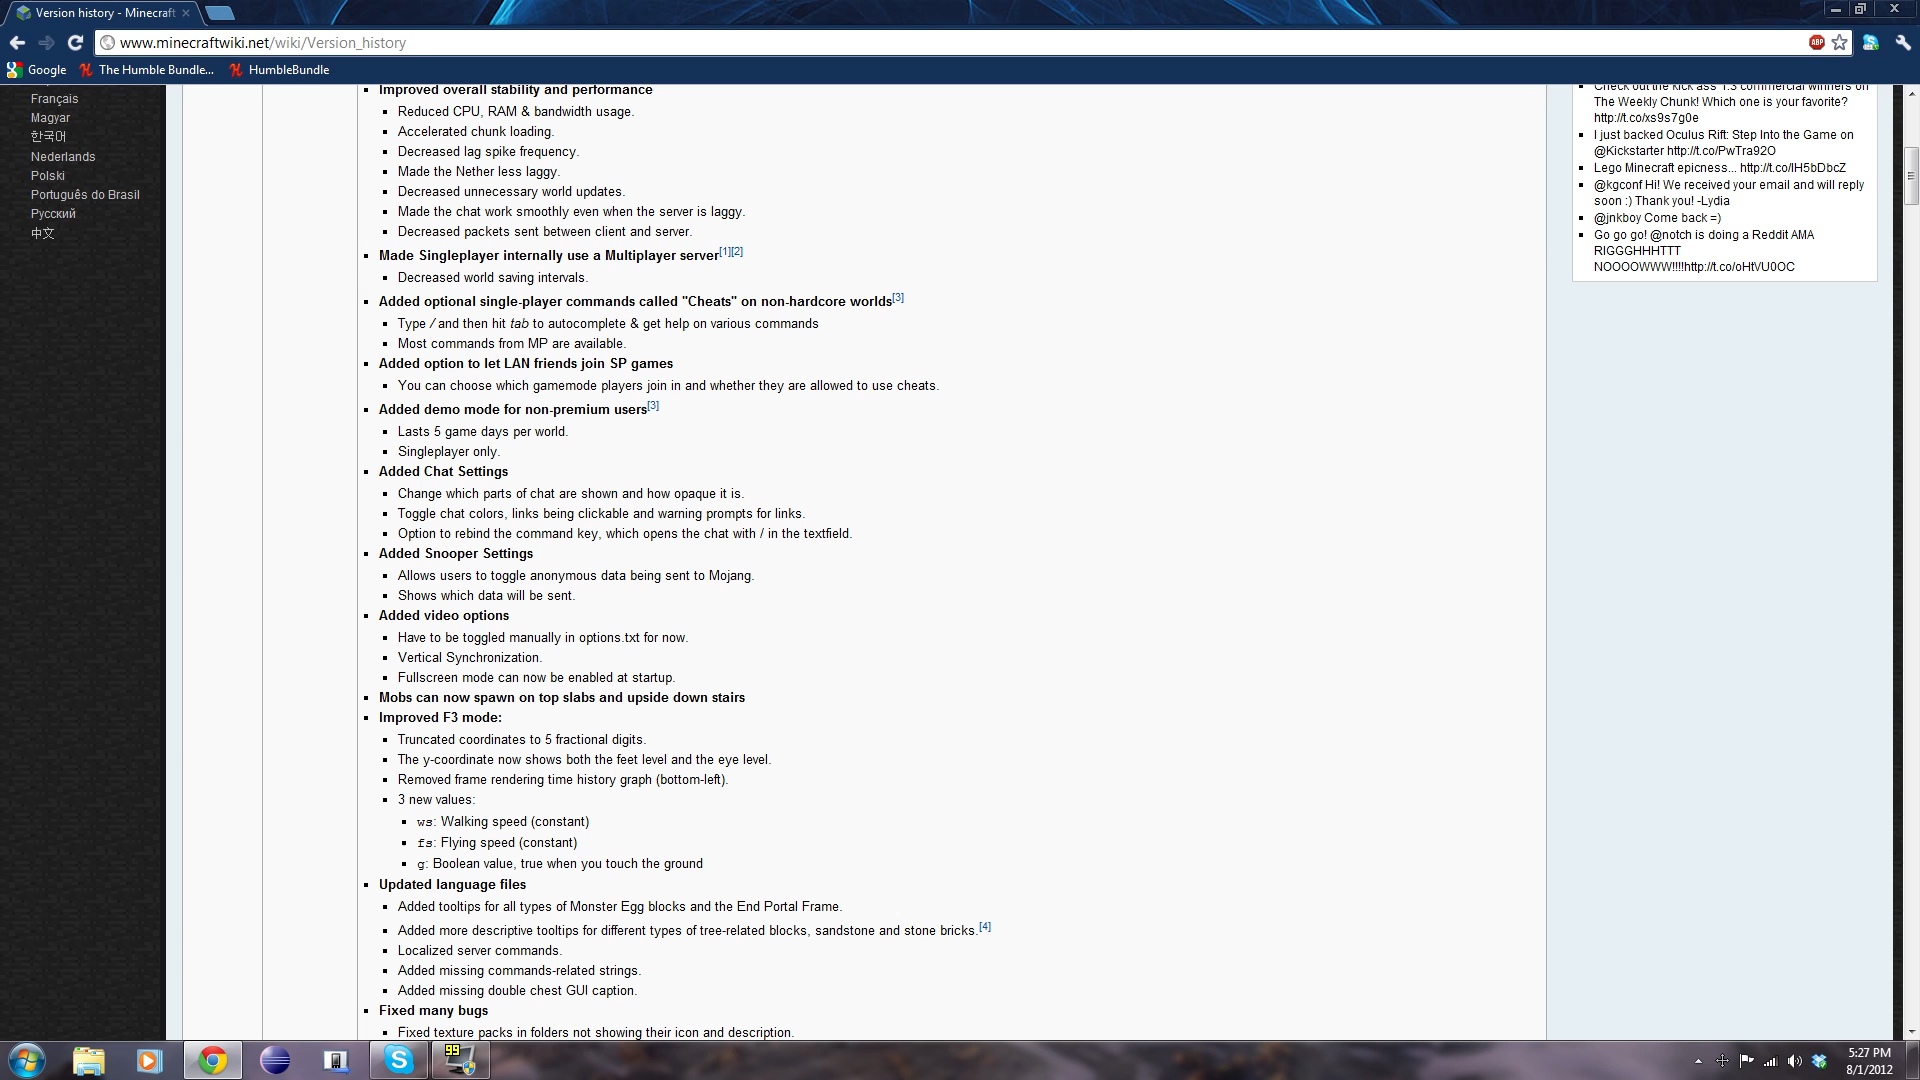 Version history - Minecraft
www.minecraftwiki.net/wiki/Version_history
Google
The Humble Bundle...
HumbleBundle
Français
Magyar
한국어
Nederlands
Polski
Português do Brasil
Русский
中文
Improved overall stability and performance
Reduced CPU, RAM & bandwidth usage.
Accelerated chunk loading.
Decreased lag spike frequency.
Made the Nether less laggy.
Decreased unnecessary world updates.
Made the chat work smoothly even when the server is laggy.
Decreased packets sent between client and server.
Made Singleplayer internally use a Multiplayer server[1][2]
Decreased world saving intervals.
Added optional single-player commands called "Cheats" on non-hardcore worlds[3]
Type / and then hit tab to autocomplete & get help on various commands
Most commands from MP are available.
Added option to let LAN friends join SP games
You can choose which gamemode players join in and whether they are allowed to use cheats.
Added demo mode for non-premium users[3]
Lasts 5 game days per world.
Singleplayer only.
Added Chat Settings
Change which parts of chat are shown and how opaque it is.
Toggle chat colors, links being clickable and warning prompts for links.
Option to rebind the command key, which opens the chat with / in the textfield.
Added Snooper Settings
Allows users to toggle anonymous data being sent to Mojang.
Shows which data will be sent.
Added video options
Have to be toggled manually in options.txt for now.
Vertical Synchronization.
Fullscreen mode can now be enabled at startup.
Mobs can now spawn on top slabs and upside down stairs
Improved F3 mode:
Truncated coordinates to 5 fractional digits.
The y-coordinate now shows both the feet level and the eye level.
Removed frame rendering time history graph (bottom-left).
3 new values:
ws: Walking speed (constant)
fs: Flying speed (constant)
g: Boolean value, true when you touch the ground
Updated language files
Added tooltips for all types of Monster Egg blocks and the End Portal Frame.
Added more descriptive tooltips for different types of tree-related blocks, sandstone and stone bricks.[4]
Localized server commands.
Added missing commands-related strings.
Added missing double chest GUI caption.
Fixed many bugs
Fixed texture packs in folders not showing their icon and description.
Check out the kick ass 1.3 commercial winners on
The Weekly Chunk! Which one is your favorite?
http://t.co/xs9s7g0e
I just backed Oculus Rift: Step Into the Game on
@Kickstarter http://t.co/PwTra92O
Lego Minecraft epicness... http://t.co/lH5bDbcZ
@kgconf Hi! We received your email and will reply
soon :) Thank you! -Lydia
@jnkboy Come back =)
Go go go! @notch is doing a Reddit AMA
RIGGGHHHTTT
NOOOOWWW!!!!http://t.co/oHtVU0OC
ABP
99
5:27 PM
8/1/2012